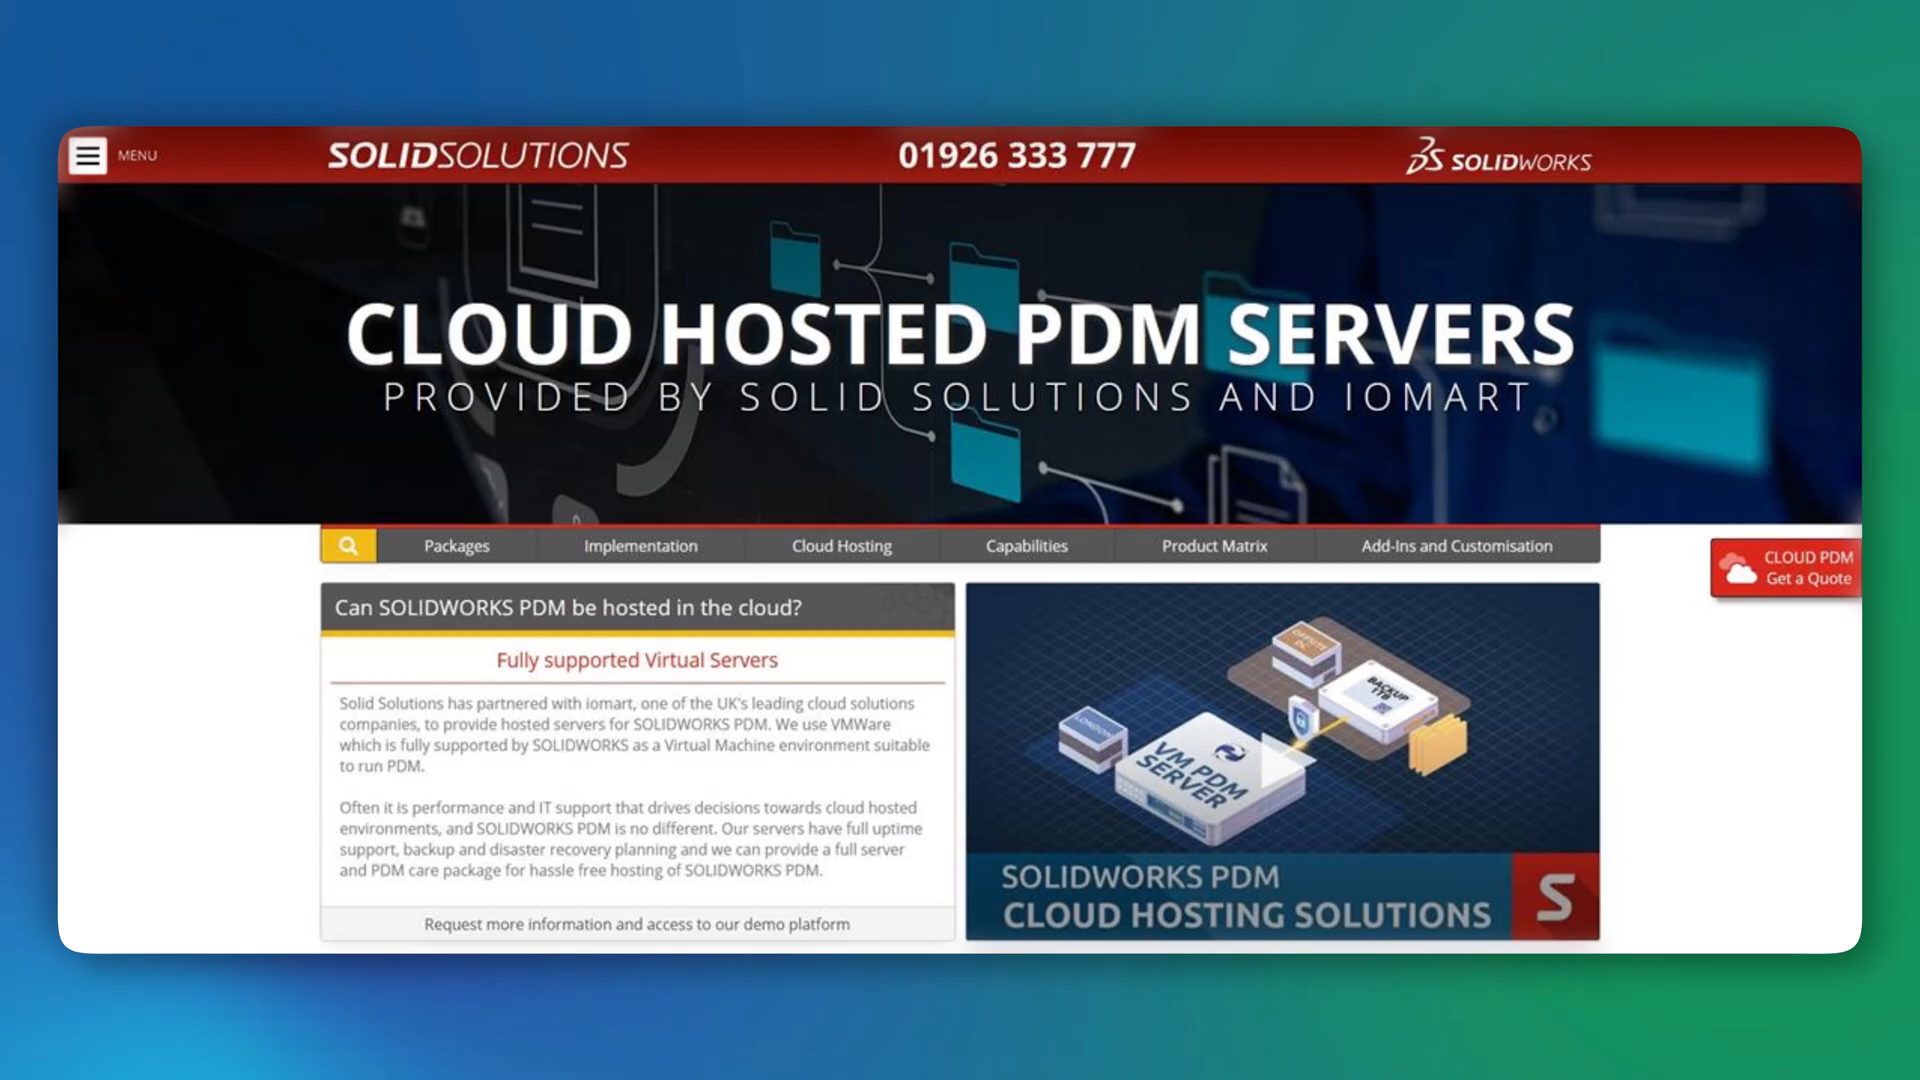 MENU
SOLIDSOLUTIONS
01926 333 777
SOLIDWORKS
CLOUD HOSTED PDM SERVERS
PROVIDED BY SOLID SOLUTIONS AND IOMART
Packages
Implementation
Cloud Hosting
Capabilities
Product Matrix
Add-Ins and Customisation
CLOUD PDM
Get a Quote
Can SOLIDWORKS PDM be hosted in the cloud?
Fully supported Virtual Servers
Solid Solutions has partnered with iomart, one of the UK's leading cloud solutions
companies, to provide hosted servers for SOLIDWORKS PDM. We use VMWare
which is fully supported by SOLIDWORKS as a Virtual Machine environment suitable
to run PDM.
Often it is performance and IT support that drives decisions towards cloud hosted
environments, and SOLIDWORKS PDM is no different. Our servers have full uptime
support, backup and disaster recovery planning and we can provide a full server
and PDM care package for hassle free hosting of SOLIDWORKS PDM.
Request more information and access to our demo platform
OFFSITE
DC
BACKUP
1TB
LONDON
VM PDM
SERVER
SOLIDWORKS PDM
CLOUD HOSTING SOLUTIONS
S